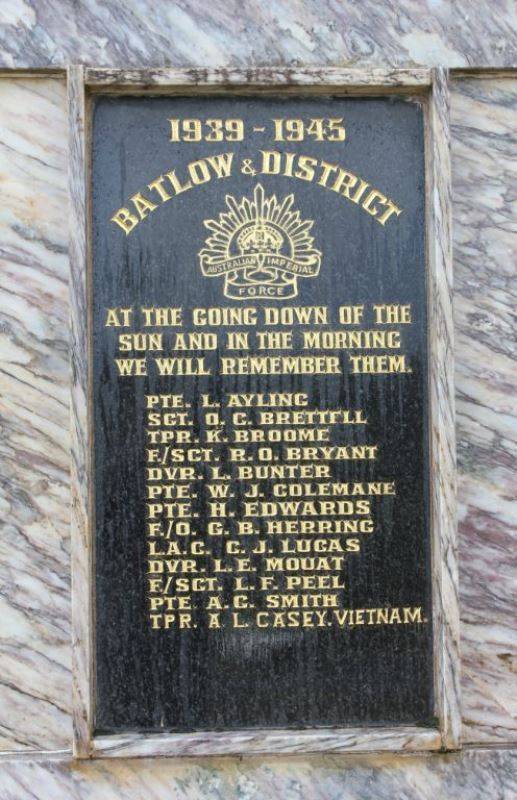 1939 - 1945
BATLOW & DISTRICT
AUSTRALIAN IMPERIAL
FORCE
AT THE GOING DOWN OF THE
SUN AND IN THE MORNING
WE WILL REMEMBER THEM.
PTE. L. AYLING
SGT. O. C. BRETTELL
TPR. K. BROOME
F/SGT. R. O. BRYANT
DVR. L. BUNTER
PTE. W. J. COLEMANE
PTE. H. EDWARDS
F/O. G. B. HERRING
L.A.C. C. J. LUCAS
DVR. L. E. MOUAT
F/SGT. L. F. PEEL
PTE. A. G. SMITH
TPR. A. L. CASEY. VIETNAM.